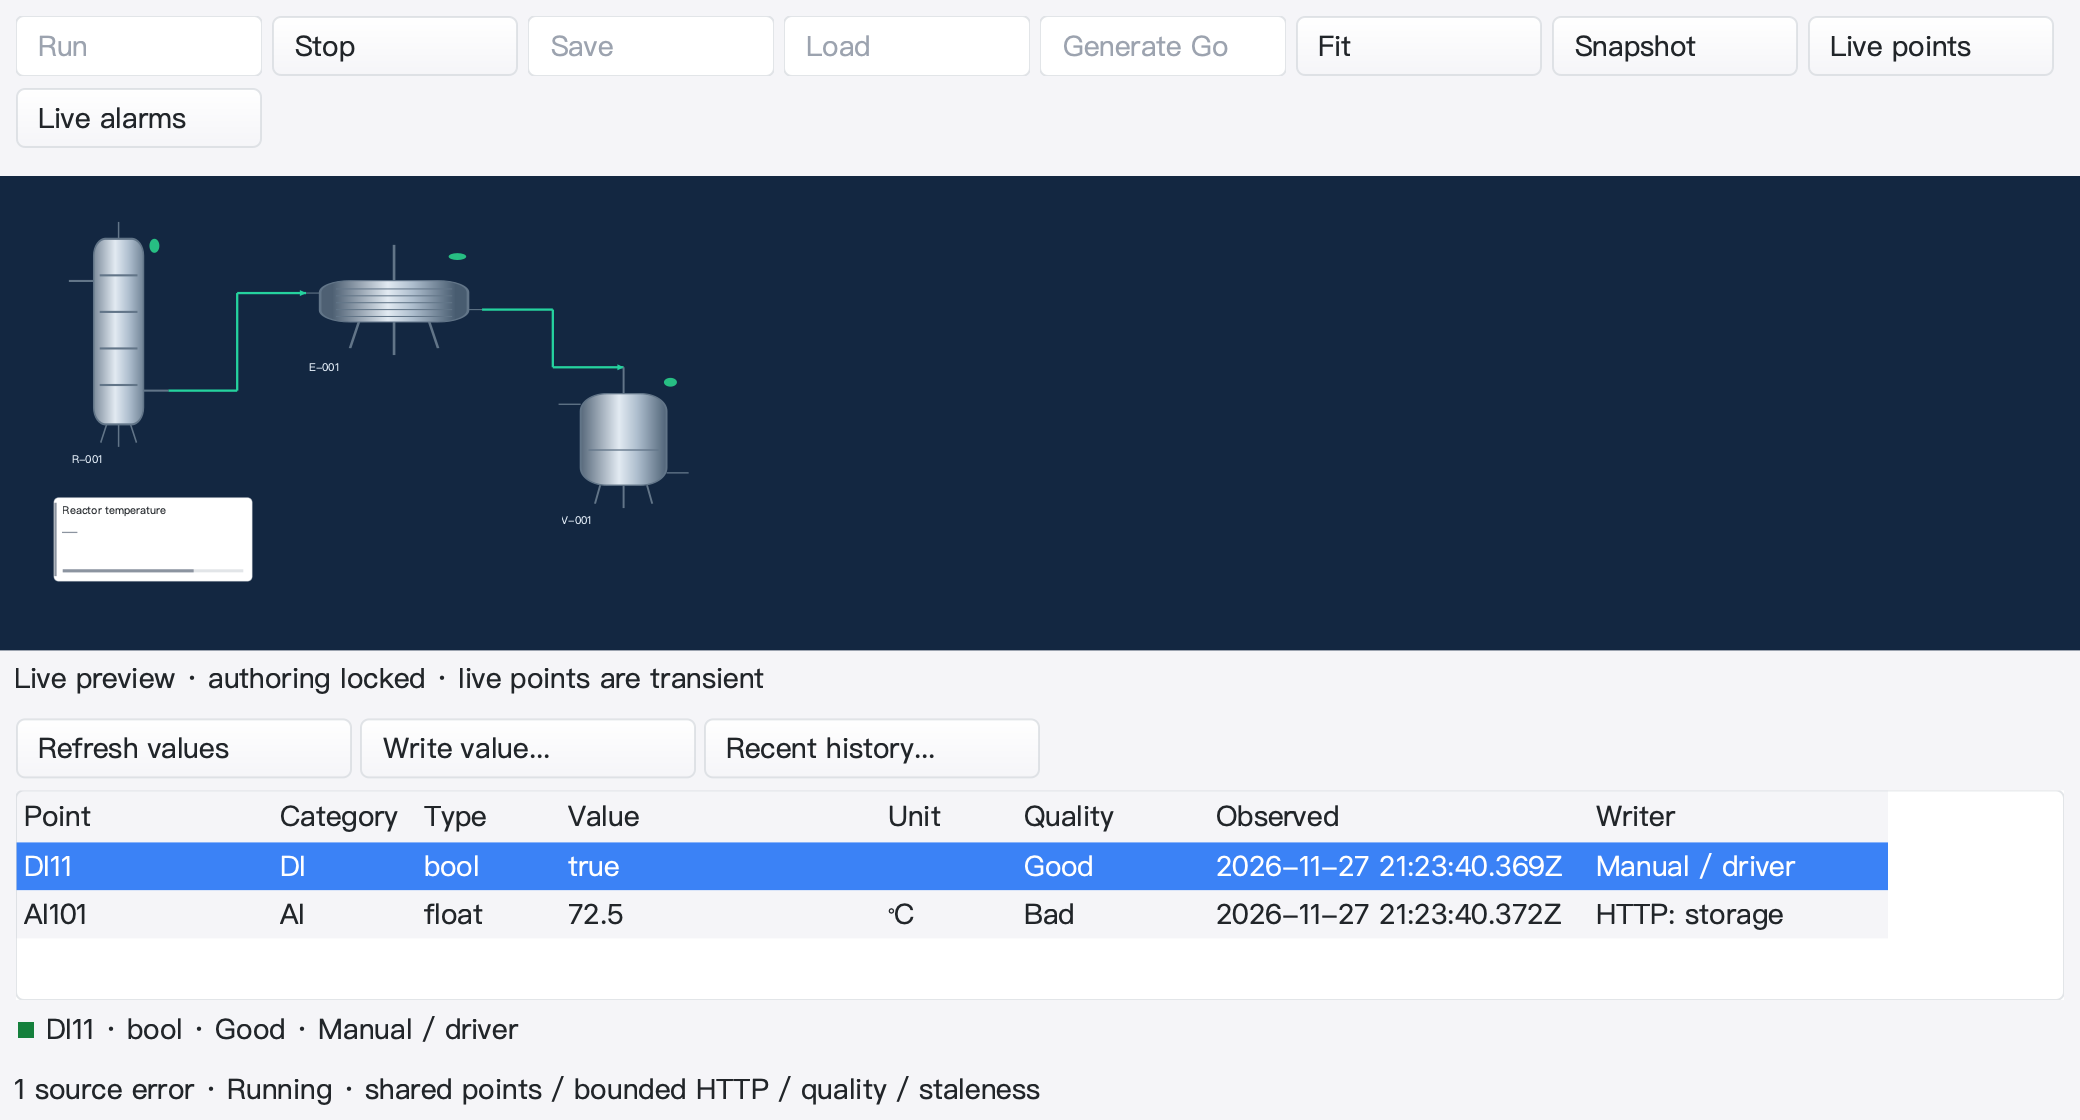 Run Stop Save Load Generate Go Fit Snapshot Live points
Live alarms
E-001
R-001
Reactor temperature
—
V-001
Live preview · authoring locked · live points are transient
Refresh values Write value... Recent history...
Point Category Type Value Unit Quality Observed Writer
DI11 DI bool true Good 2026-11-27 21:23:40.369Z Manual / driver
AI101 AI float 72.5 °C Bad 2026-11-27 21:23:40.372Z HTTP: storage
DI11 · bool · Good · Manual / driver
1 source error · Running · shared points / bounded HTTP / quality / staleness